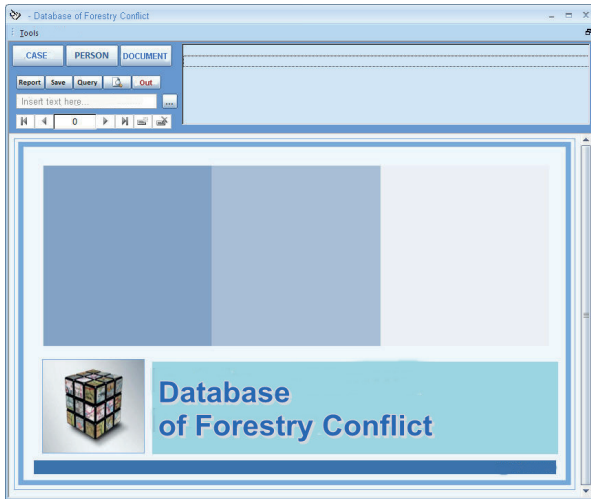 - Database of Forestry Conflict
Tools
CASE PERSON DOCUMENT
Report Save Query Out
Insert text here... ...
0
Database
of Forestry Conflict